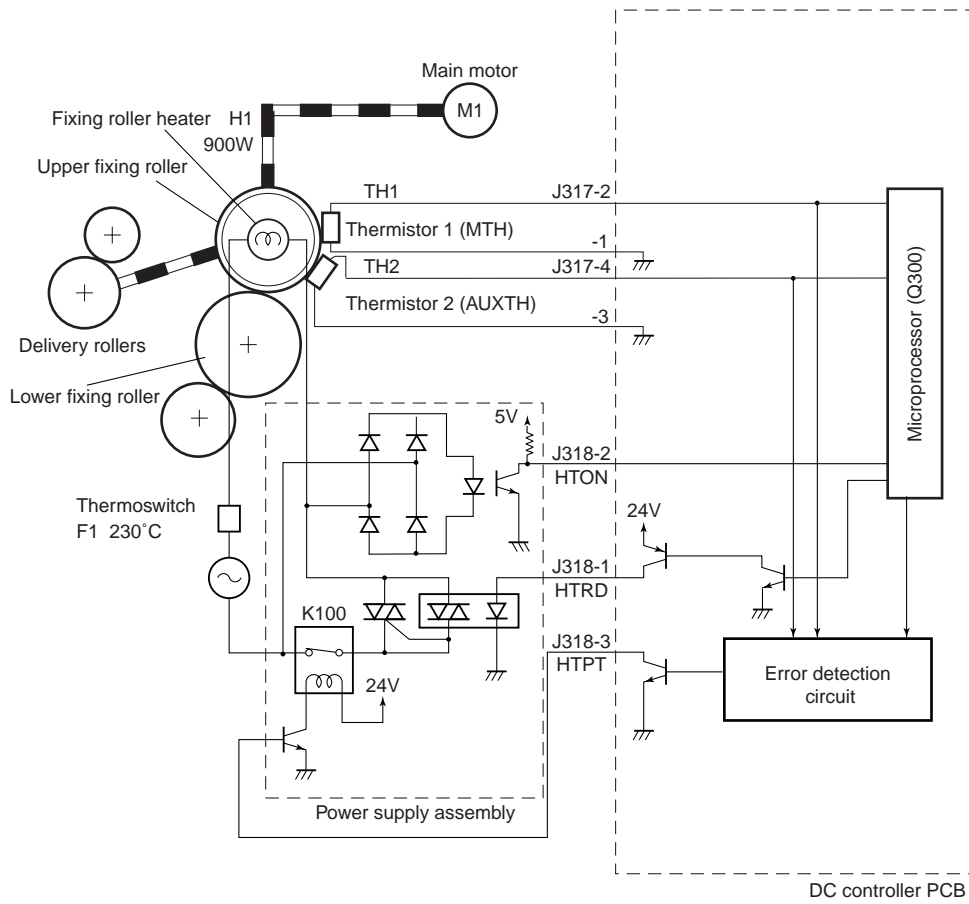 Main motor
M1
H1
900W
Fixing roller heater
Upper fixing roller
TH1
J317-2
Thermistor 1 (MTH)
-1
TH2
J317-4
Thermistor 2 (AUXTH)
-3
Delivery rollers
Lower fixing roller
Microprocessor (Q300)
5V
J318-2
HTON
Thermoswitch
F1 230˚C
24V
J318-1
HTRD
K100
J318-3
HTPT
24V
Error detection
circuit
Power supply assembly
DC controller PCB